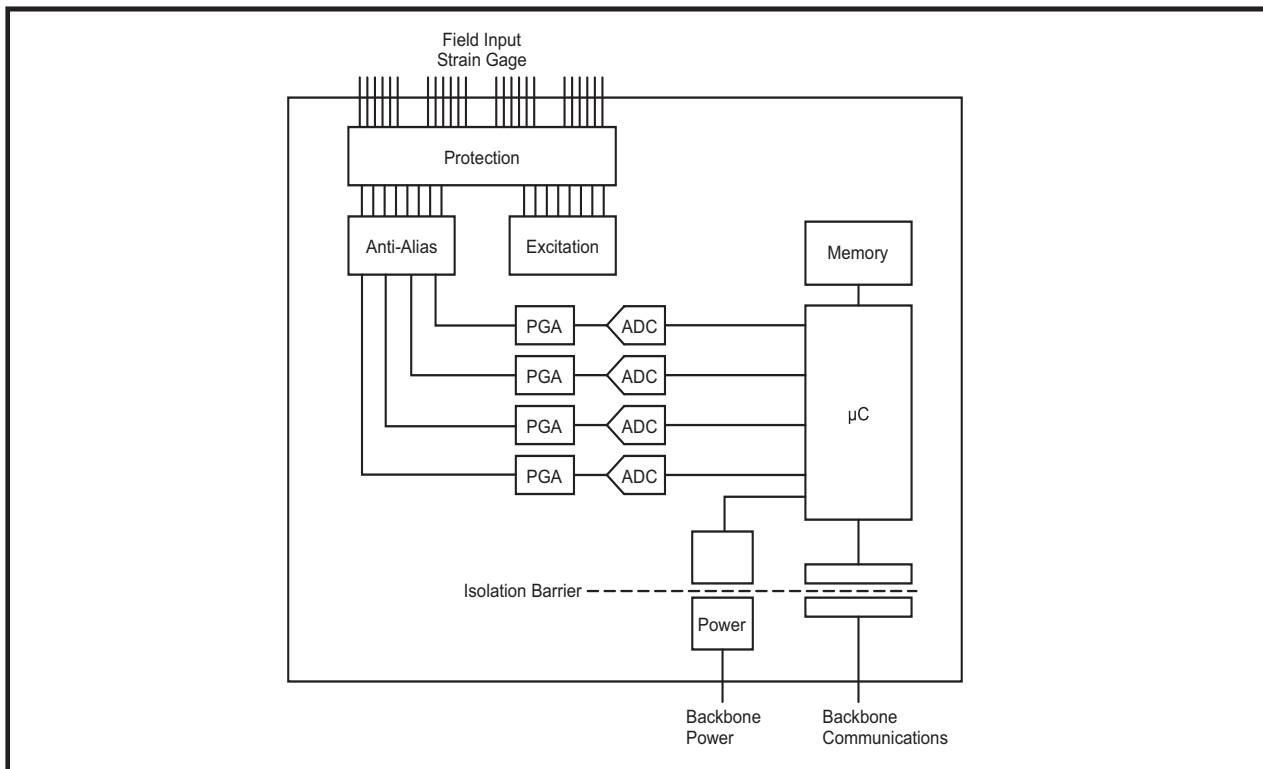 Field Input
Strain Gage
Protection
Anti-Alias
Excitation
Memory
PGA
ADC
PGA
ADC
PGA
ADC
PGA
ADC
µC
Isolation Barrier
Power
Backbone
Power
Backbone
Communications